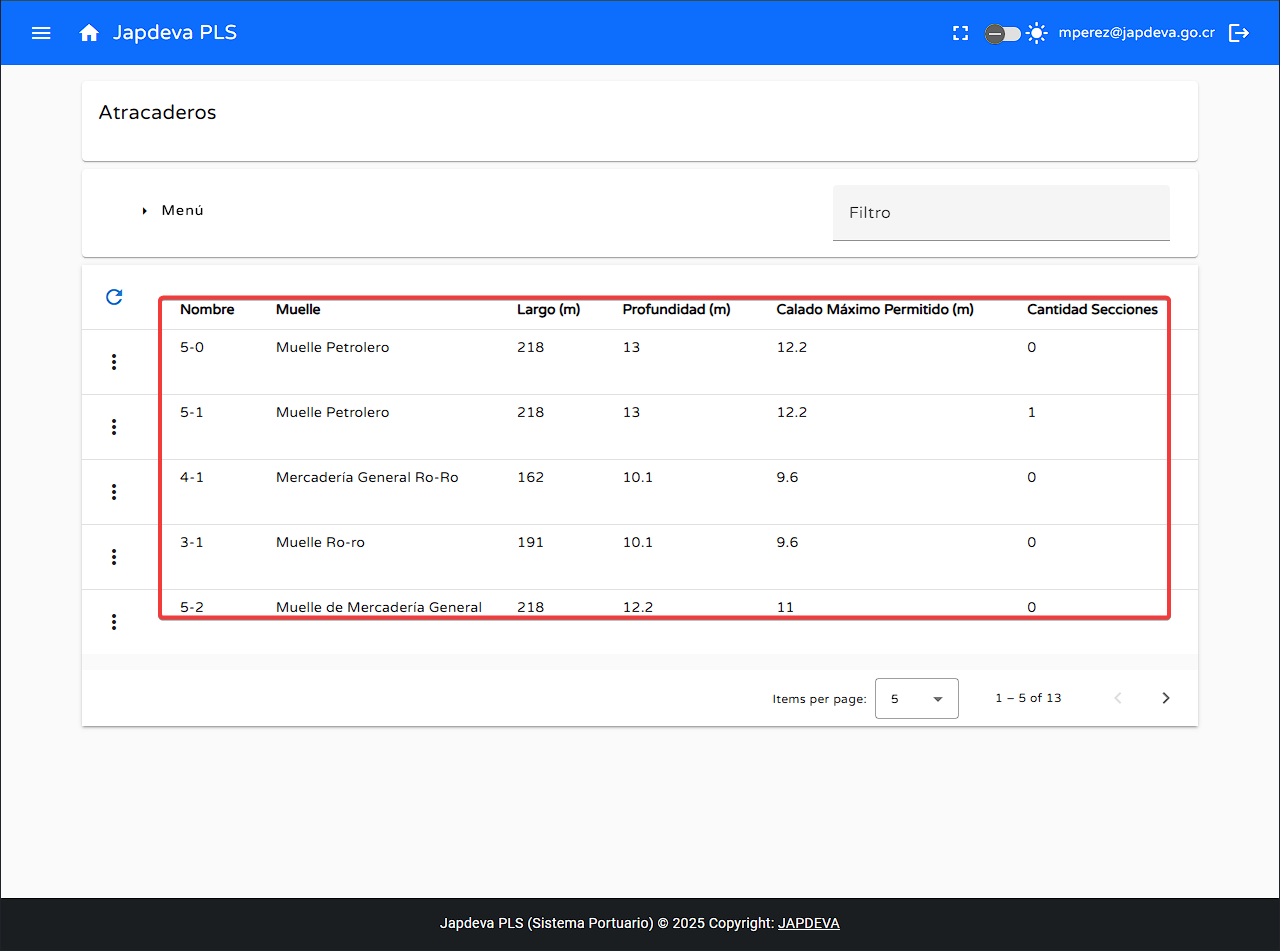 Japdeva PLS mperez@japdeva.go.cr
Atracaderos
Menú Filtro
Nombre Muelle Largo (m) Profundidad (m) Calado Máximo Permitido (m) Cantidad Secciones
5-0 Muelle Petrolero 218 13 12.2 0
5-1 Muelle Petrolero 218 13 12.2 1
4-1 Mercadería General Ro-Ro 162 10.1 9.6 0
3-1 Muelle Ro-ro 191 10.1 9.6 0
5-2 Muelle de Mercadería General 218 12.2 11 0
Items per page: 5 1 – 5 of 13
Japdeva PLS (Sistema Portuario) © 2025 Copyright: JAPDEVA